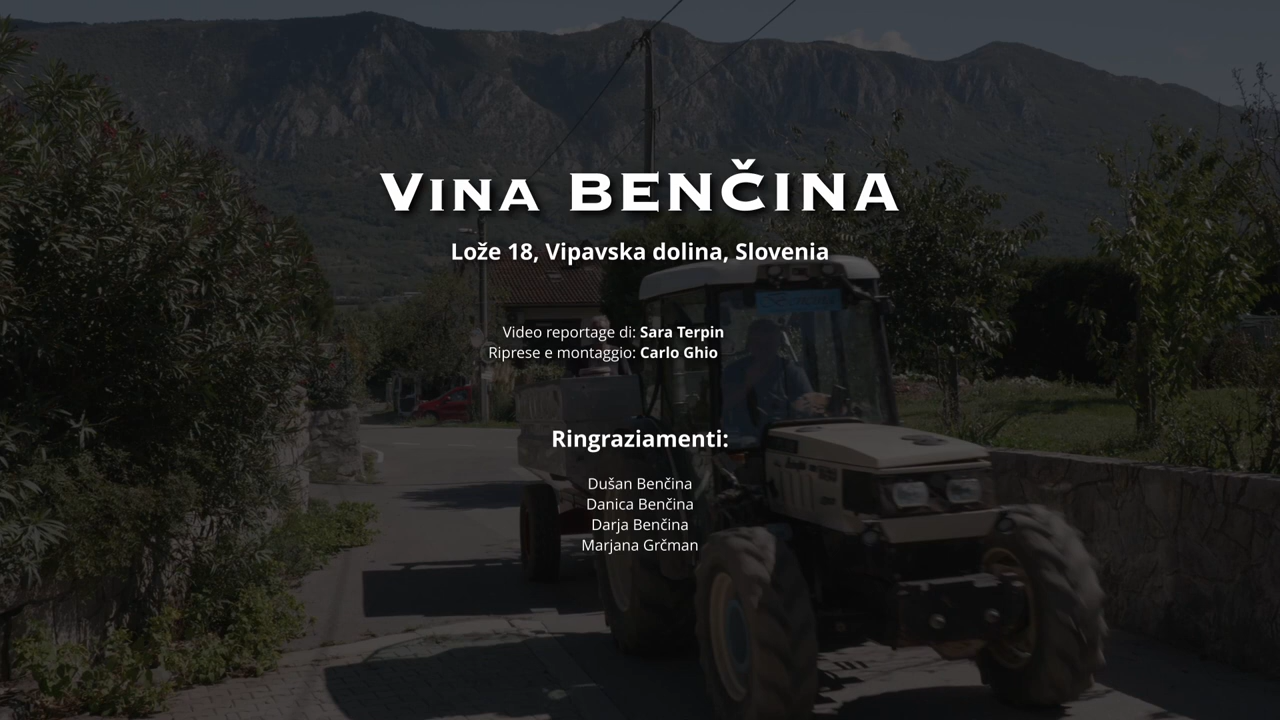 Vina BENČINA
Lože 18, Vipavska dolina, Slovenia
Video reportage di: Sara Terpin
Riprese e montaggio: Carlo Ghio
Ringraziamenti:
Dušan Benčina
Danica Benčina
Darja Benčina
Marjana Grčman